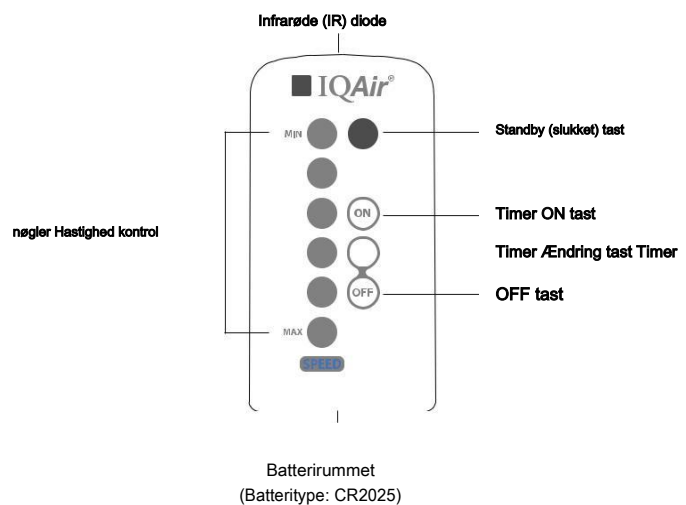 Infrarøde (IR) diode
IQAir®
MIN
Standby (slukket) tast
ON
Timer ON tast
nøgler Hastighed kontrol
Timer Ændring tast Timer
OFF
OFF tast
MAX
SPEED
Batterirummet
(Batteritype: CR2025)